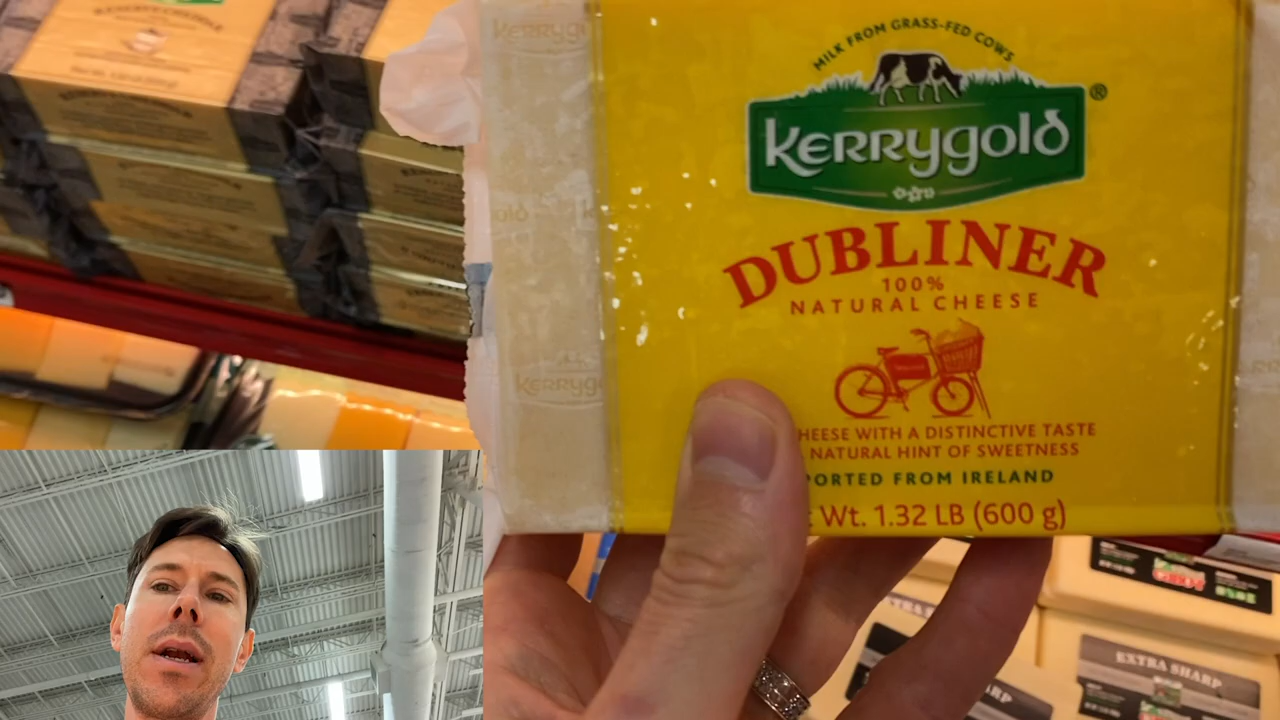 MILK FROM GRASS-FED COWS
Kerrygold®
DUBLINER
100%
NATURAL CHEESE
HEESE WITH A DISTINCTIVE TASTE
NATURAL HINT OF SWEETNESS
PORTED FROM IRELAND
Wt. 1.32 LB (600 g)
Kerrygo
EXTRA SHARP